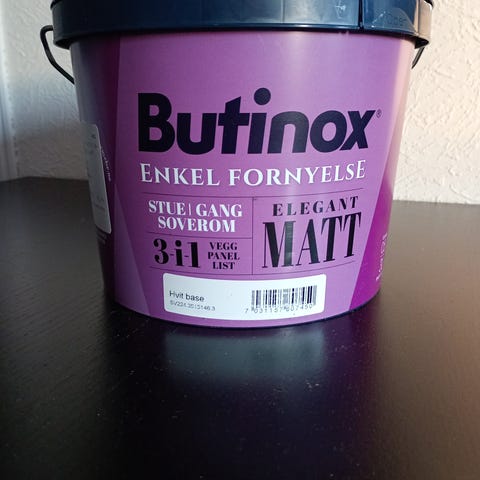 Butinox®
ENKEL FORNYELSE
STUE | GANG
SOVEROM
3-i-1 VEGG
PANEL
LIST
ELEGANT
MATT
Hvit base